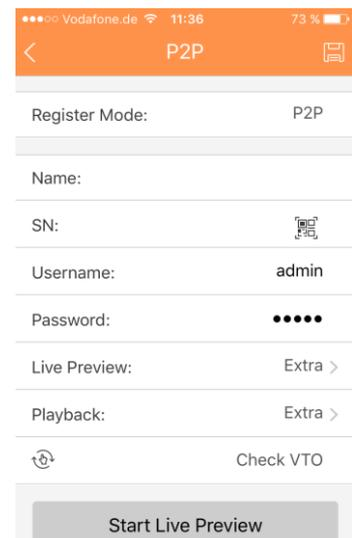 ●●●○○ Vodafone.de 11:36 73 %
P2P
Register Mode: P2P
Name:
SN:
Username: admin
Password: ●●●●●
Live Preview: Extra >
Playback: Extra >
Check VTO
Start Live Preview